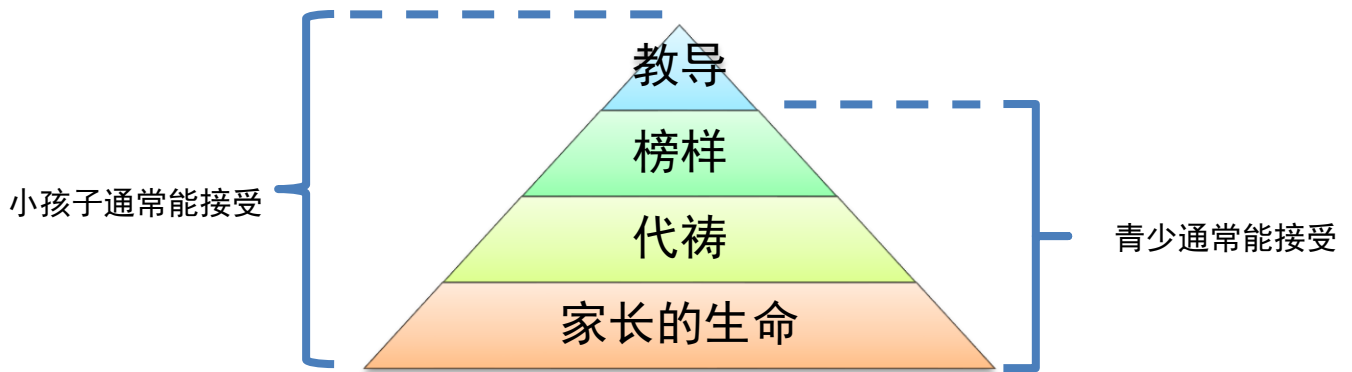 教导
榜样
小孩子通常能接受
代祷
青少通常能接受
家长的生命